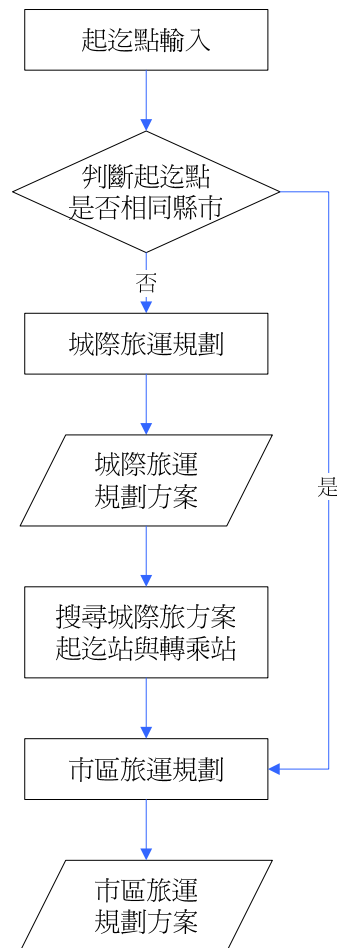 起迄點輸入
判斷起迄點
是否相同縣市
否
城際旅運規劃
城際旅運
規劃方案
是
搜尋城際旅方案
起迄站與轉乘站
市區旅運規劃
市區旅運
規劃方案